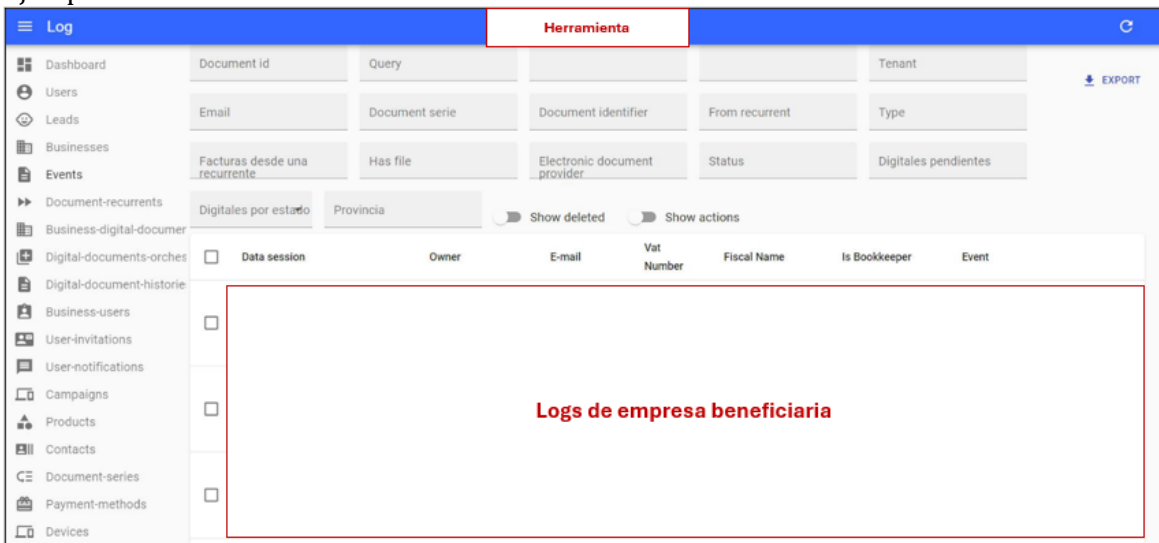 Log
Herramienta
Dashboard
Users
Leads
Businesses
Events
Document-recurrents
Business-digital-documer
Digital-documents-orches
Digital-document-historie
Business-users
User-invitations
User-notifications
Campaigns
Products
Contacts
Document-series
Payment-methods
Devices
Document id
Query
Tenant
EXPORT
Email
Document serie
Document identifier
From recurrent
Type
Facturas desde una
recurrente
Has file
Electronic document
provider
Status
Digitales pendientes
Digitales por estado
Provincia
Show deleted
Show actions
Data session
Owner
E-mail
Vat
Number
Fiscal Name
Is Bookkeeper
Event
Logs de empresa beneficiaria